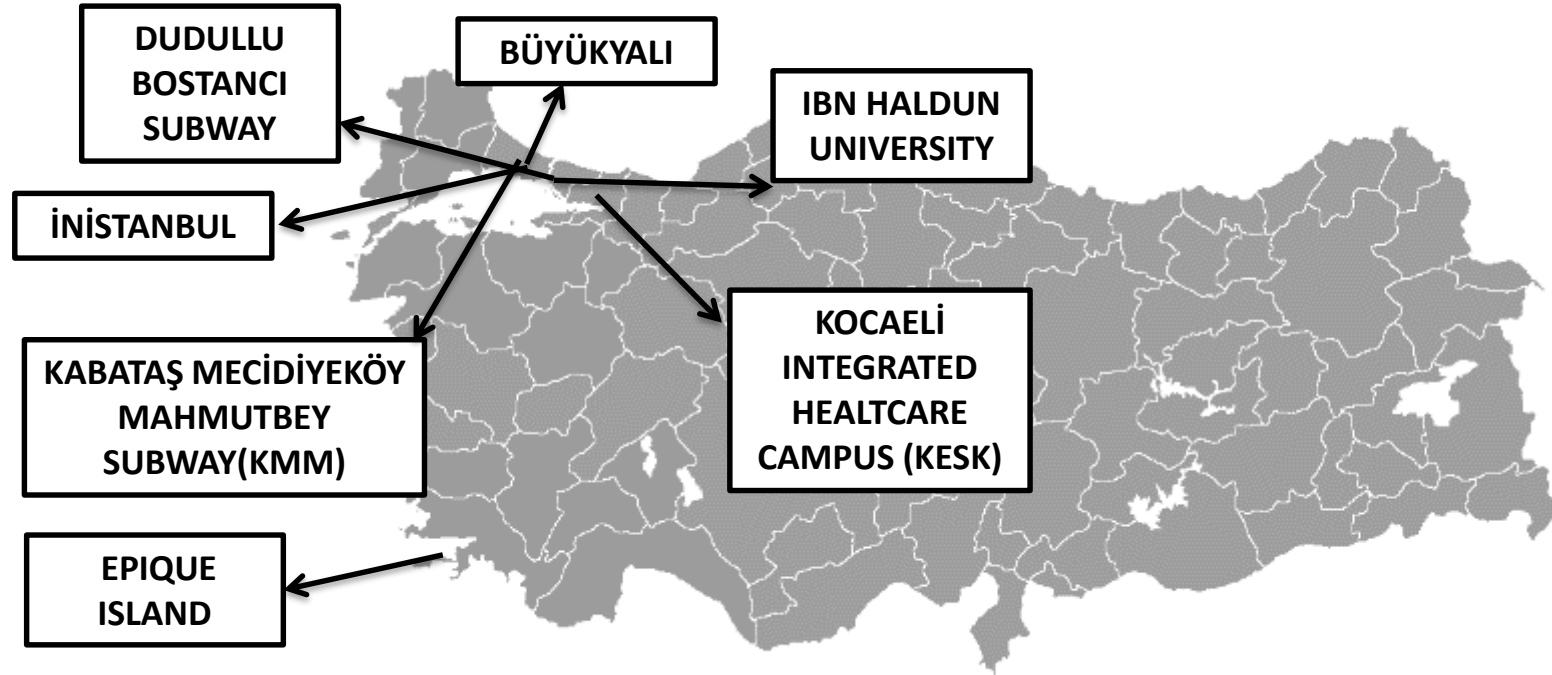 DUDULLU
BOSTANCI
SUBWAY
BÜYÜKYALI
IBN HALDUN
UNIVERSITY
İNİSTANBUL
KABATAŞ MECİDİYEKÖY
MAHMUTBEY
SUBWAY(KMM)
KOCAELİ
INTEGRATED
HEALTCARE
CAMPUS (KESK)
EPIQUE
ISLAND